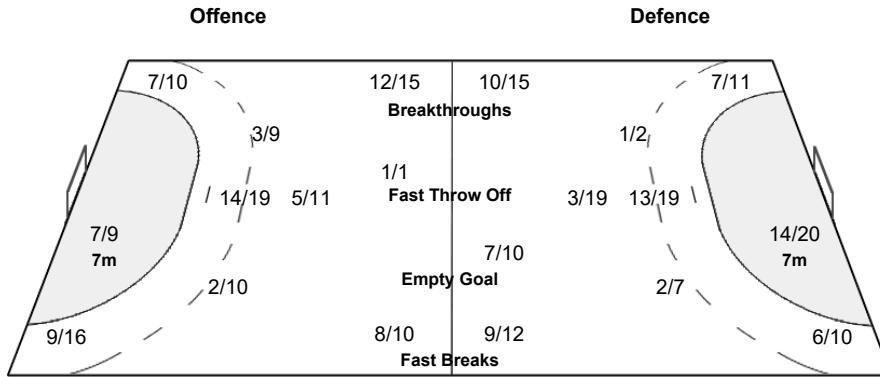 Offence Defence
7/10 12/15 10/15 7/11
Breakthroughs
3/9 1/2
1/1
14/19 5/11 Fast Throw Off 3/19 13/19
7/9 14/20
7m 7m
7/10
Empty Goal
2/10 2/7
9/16 8/10 9/12 6/10
Fast Breaks